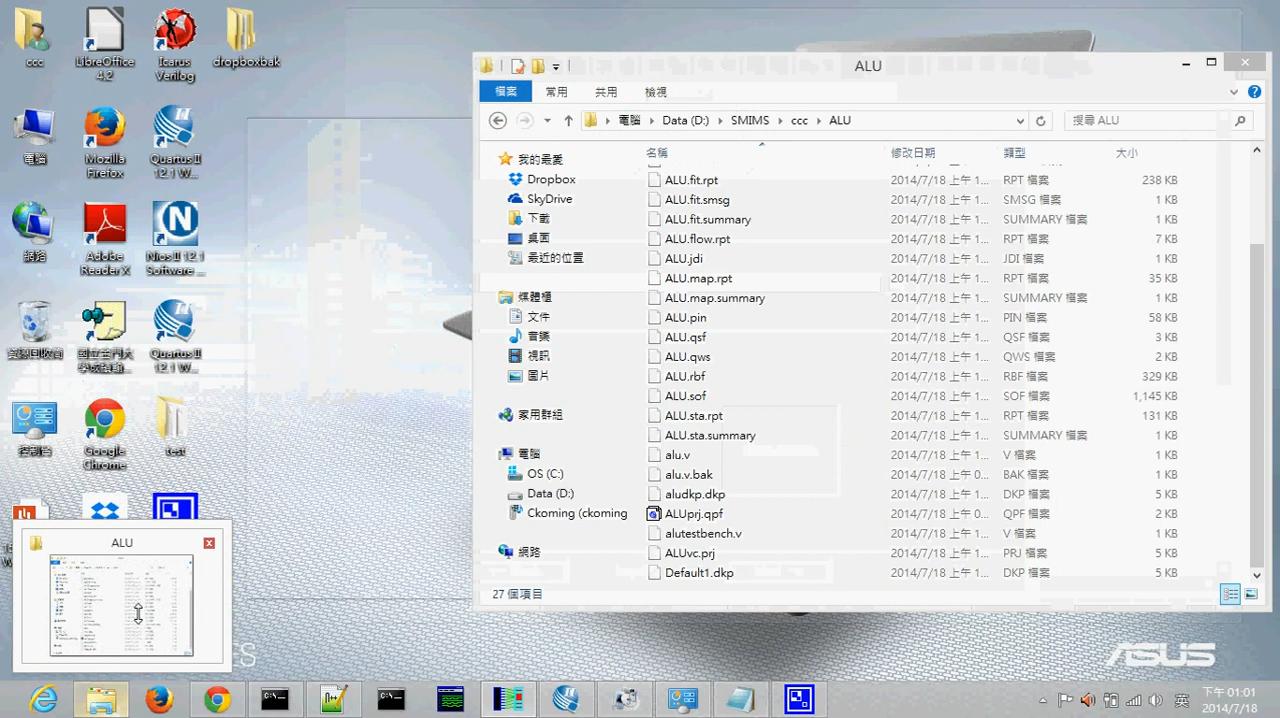 ccc
LibreOffice
4.2
Icarus
Verilog
dropboxbak
電腦
Mozilla
Firefox
Quartus II
12.1 W...
網路
Adobe
Reader X
Nios II 12.1
Software ...
資源回收筒
Quartus II
12.1 W...
控制台
Google
Chrome
test
ALU
ALU
檔案
常用
共用
檢視
電腦
Data (D:)
SMIMS
ccc
ALU
搜尋 ALU
我的最愛
Dropbox
SkyDrive
下載
桌面
最近的位置
媒體櫃
文件
音樂
視訊
圖片
家用群組
電腦
OS (C:)
Data (D:)
Ckoming (ckoming
網路
名稱 修改日期 類型 大小
ALU.fit.rpt 2014/7/18 上午 1... RPT 檔案 238 KB
ALU.fit.smsg 2014/7/18 上午 1... SMSG 檔案 1 KB
ALU.fit.summary 2014/7/18 上午 1... SUMMARY 檔案 1 KB
ALU.flow.rpt 2014/7/18 上午 1... RPT 檔案 7 KB
ALU.jdi 2014/7/18 上午 1... JDI 檔案 1 KB
ALU.map.rpt 2014/7/18 上午 1... RPT 檔案 35 KB
ALU.map.summary 2014/7/18 上午 1... SUMMARY 檔案 1 KB
ALU.pin 2014/7/18 上午 1... PIN 檔案 58 KB
ALU.qsf 2014/7/18 上午 1... QSF 檔案 3 KB
ALU.qws 2014/7/18 上午 1... QWS 檔案 2 KB
ALU.rbf 2014/7/18 上午 1... RBF 檔案 329 KB
ALU.sof 2014/7/18 上午 1... SOF 檔案 1,145 KB
ALU.sta.rpt 2014/7/18 上午 1... RPT 檔案 131 KB
ALU.sta.summary 2014/7/18 上午 1... SUMMARY 檔案 1 KB
alu.v 2014/7/18 上午 1... V 檔案 1 KB
alu.v.bak 2014/7/18 上午 0... BAK 檔案 1 KB
aludkp.dkp 2014/7/18 上午 1... DKP 檔案 5 KB
ALUprj.qpf 2014/7/18 上午 0... QPF 檔案 2 KB
alutestbench.v 2014/7/18 上午 1... V 檔案 1 KB
ALUvc.prj 2014/7/18 上午 1... PRJ 檔案 5 KB
Default1.dkp 2014/7/18 上午 1... DKP 檔案 5 KB
27 個項目
S
ASUS
英
下午 01:01
2014/7/18